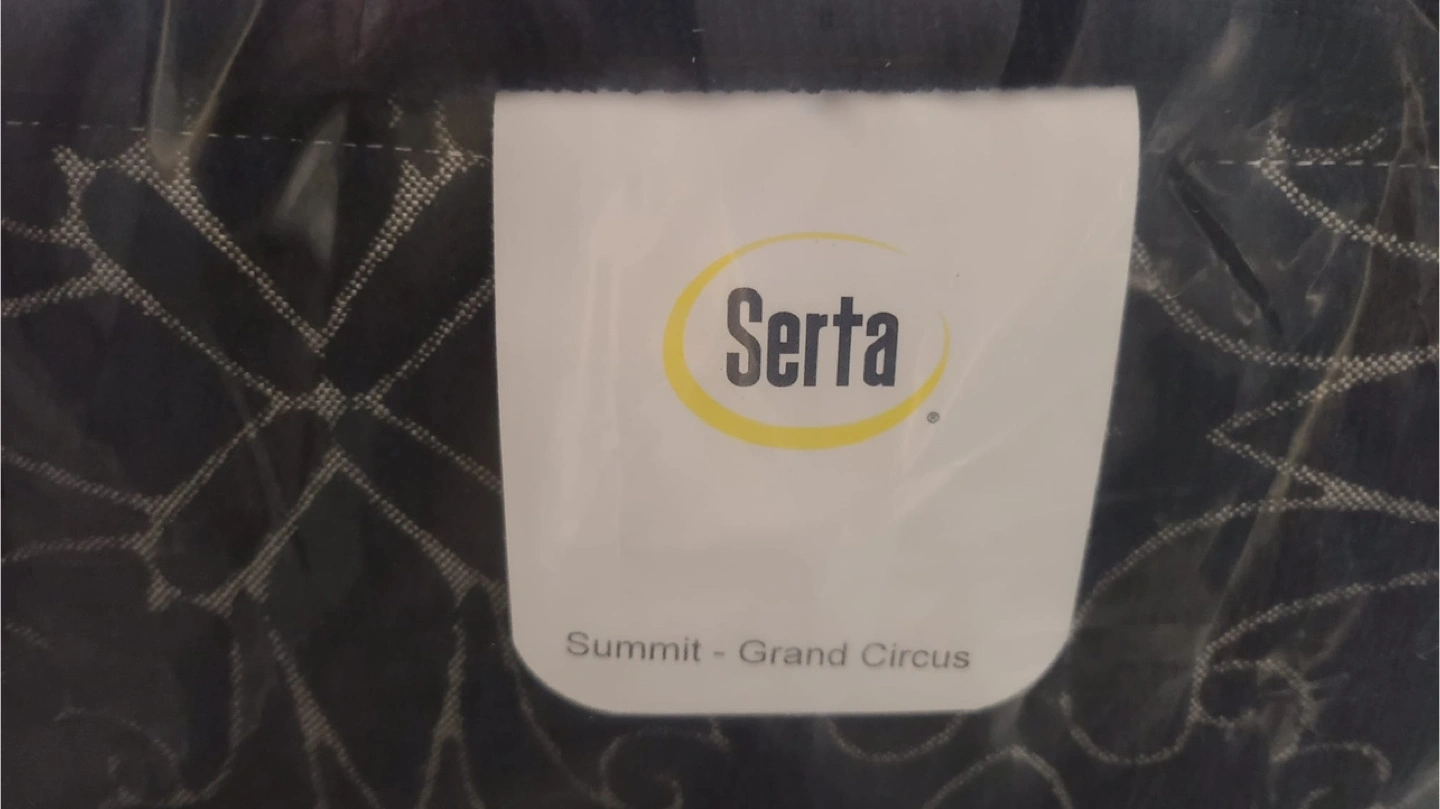 Serta
®
Summit - Grand Circus